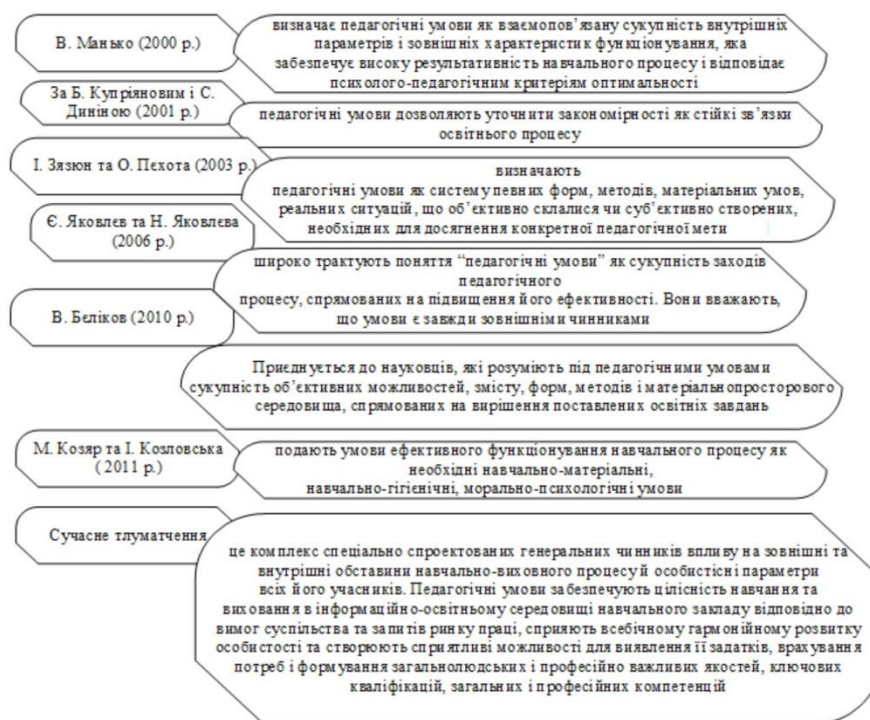 В. Манько (2000 р.)
визначає педагогічні умови як взаємопов’язану сукупність внутрішніх
параметрів і зовнішніх характеристик функціонування, яка
забезпечує високу результативність навчального процесу і відповідає
психолого-педагогічним критеріям оптимальності
За Б. Купріяновим і С.
Диніною (2001 р.)
педагогічні умови дозволяють уточнити закономірності як стійкі зв’язки
освітнього процесу
І. Зязюн та О. Пєхота (2003 р.)
визначають
педагогічні умови як систему певних форм, методів, матеріальних умов,
реальних ситуацій, що об’єктивно склалися чи суб’єктивно створених,
необхідних для досягнення конкретної педагогічної мети
Є. Яковлєв та Н. Яковлєва
(2006 р.)
широко трактують поняття “педагогічні умови” як сукупність заходів
педагогічного
процесу, спрямованих на підвищення його ефективності. Вони вважають,
що умови є завжди зовнішніми чинниками
В. Бєліков (2010 р.)
Приєднується до науковців, які розуміють під педагогічними умовами
сукупність об’єктивних можливостей, змісту, форм, методів і матеріальнопросторового
середовища, спрямованих на вирішення поставлених освітніх завдань
М. Козяр та І. Козловська
( 2011 р.)
подають умови ефективного функціонування навчального процесу як
необхідні навчально-матеріальні,
навчально-гігієнічні, морально-психологічні умови
Сучасне тлуматчення
це комплекс спеціально спроектованих генеральних чинників впливу на зовнішні та
внутрішні обставини навчально-виховного процесу й особистісні параметри
всіх його учасників. Педагогічні умови забезпечують цілісність навчання та
виховання в інформаційно-освітньому середовищі навчального закладу відповідно до
вимог суспільства та запитів ринку праці, сприяють всебічному гармонійному розвитку
особистості та створюють сприятливі можливості для виявлення її задатків, врахування
потреб і формування загальнолюдських і професійно важливих якостей, ключових
кваліфікацій, загальних і професійних компетенцій